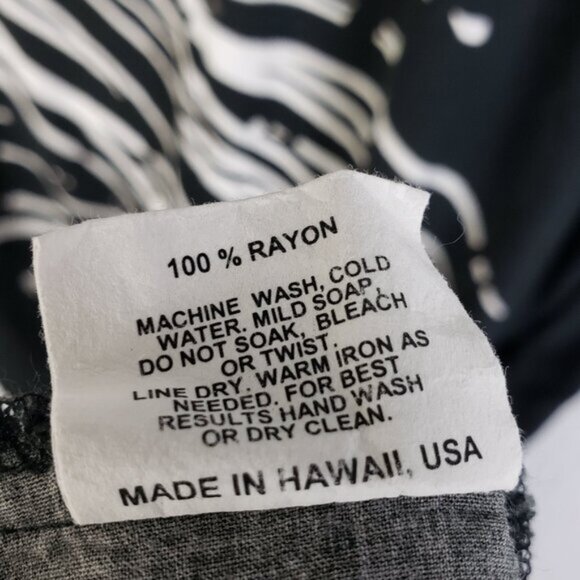 100 % RAYON
MACHINE WASH, COLD
WATER. MILD SOAP,
DO NOT SOAK, BLEACH
OR TWIST.
LINE DRY. WARM IRON AS
NEEDED. FOR BEST
RESULTS HAND WASH
OR DRY CLEAN.
MADE IN HAWAII, USA